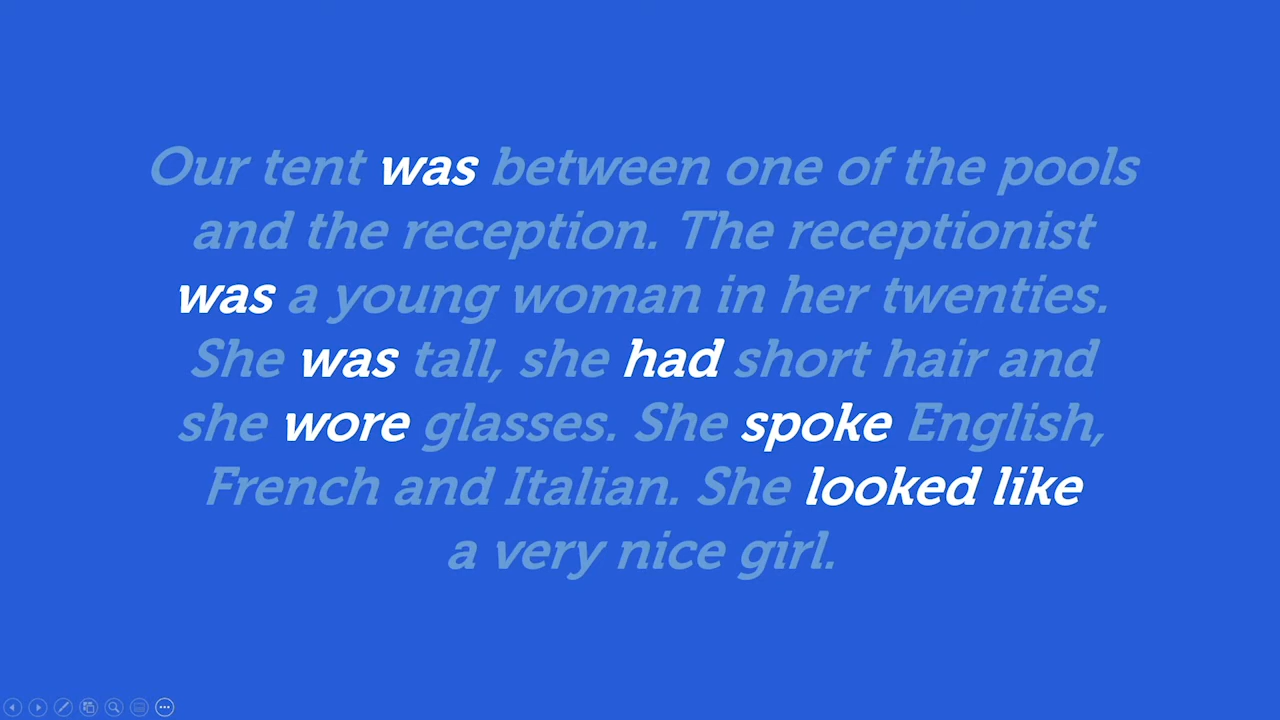 Our tent was between one of the pools
and the reception. The receptionist
was a young woman in her twenties.
She was tall, she had short hair and
she wore glasses. She spoke English,
French and Italian. She looked like
a very nice girl.